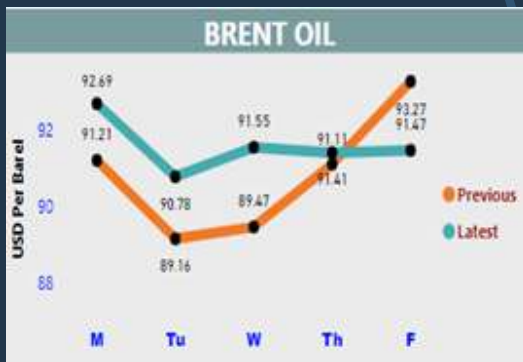 BRENT OIL
92.69
91.21
92
91.55
91.11
93.27
91.47
91.41
USD Per Barel
90
90.78
89.47
Previous
89.16
Latest
88
M Tu W Th F